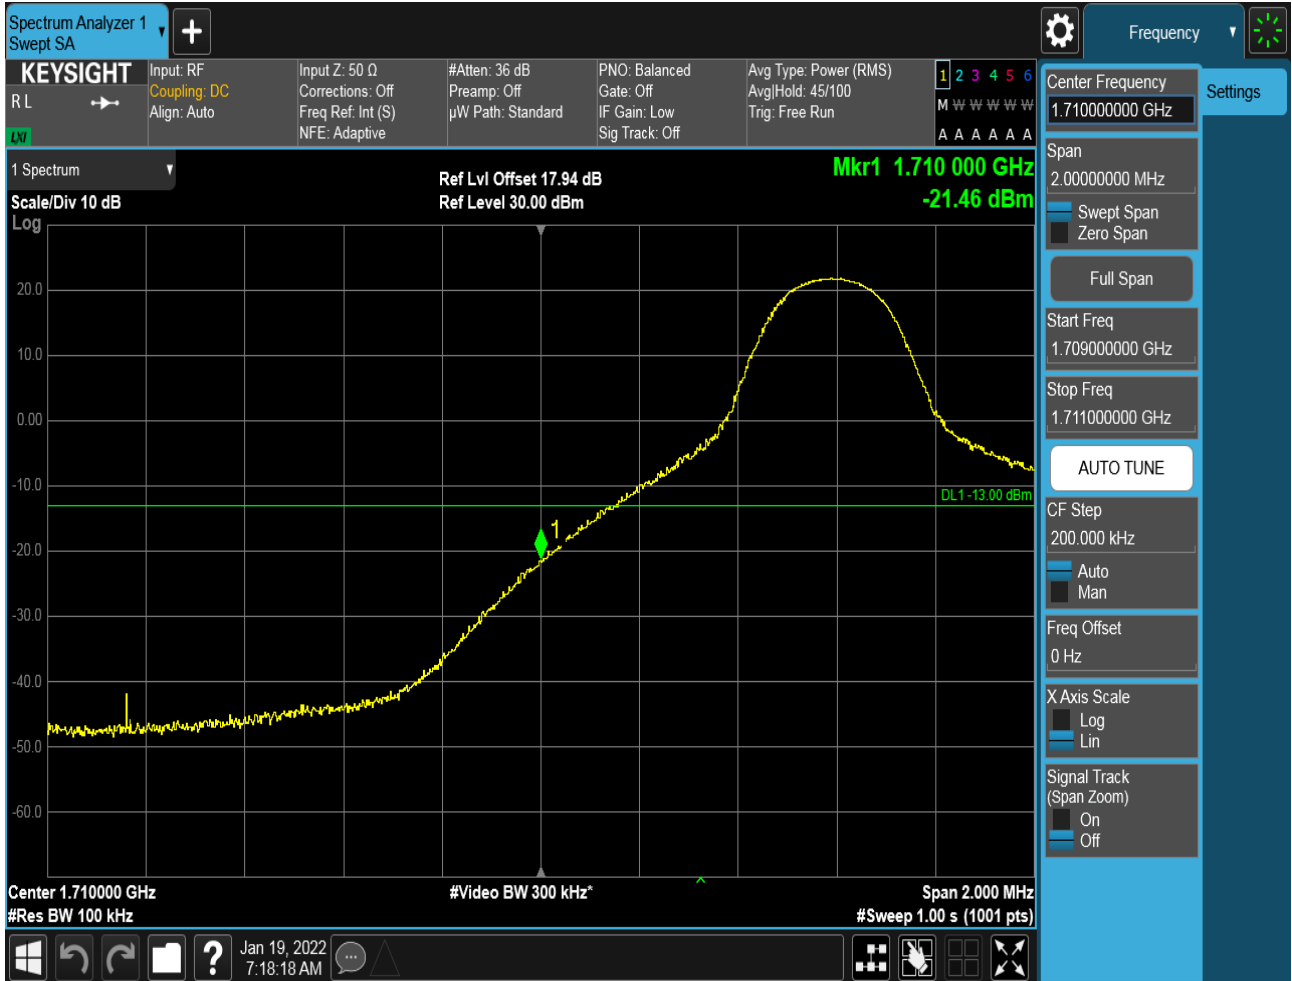 Spectrum Analyzer 1
Swept SA
Frequency
KEYSIGHT
R L
LXI
Input: RF
Coupling: DC
Align: Auto
Input Z: 50 Ω
Corrections: Off
Freq Ref: Int (S)
NFE: Adaptive
#Atten: 36 dB
Preamp: Off
µW Path: Standard
PNO: Balanced
Gate: Off
IF Gain: Low
Sig Track: Off
Avg Type: Power (RMS)
Avg|Hold: 45/100
Trig: Free Run
1 2 3 4 5 6
M W W W W W
A A A A A A
1 Spectrum
Scale/Div 10 dB
Log
Ref Lvl Offset 17.94 dB
Ref Level 30.00 dBm
Mkr1 1.710 000 GHz
-21.46 dBm
20.0
10.0
0.00
-10.0
-20.0
-30.0
-40.0
-50.0
-60.0
DL1 -13.00 dBm
1
Center 1.710000 GHz
#Res BW 100 kHz
#Video BW 300 kHz*
Span 2.000 MHz
#Sweep 1.00 s (1001 pts)
Jan 19, 2022
7:18:18 AM
Center Frequency
1.710000000 GHz
Settings
Span
2.00000000 MHz
Swept Span
Zero Span
Full Span
Start Freq
1.709000000 GHz
Stop Freq
1.711000000 GHz
AUTO TUNE
CF Step
200.000 kHz
Auto
Man
Freq Offset
0 Hz
X Axis Scale
Log
Lin
Signal Track
(Span Zoom)
On
Off